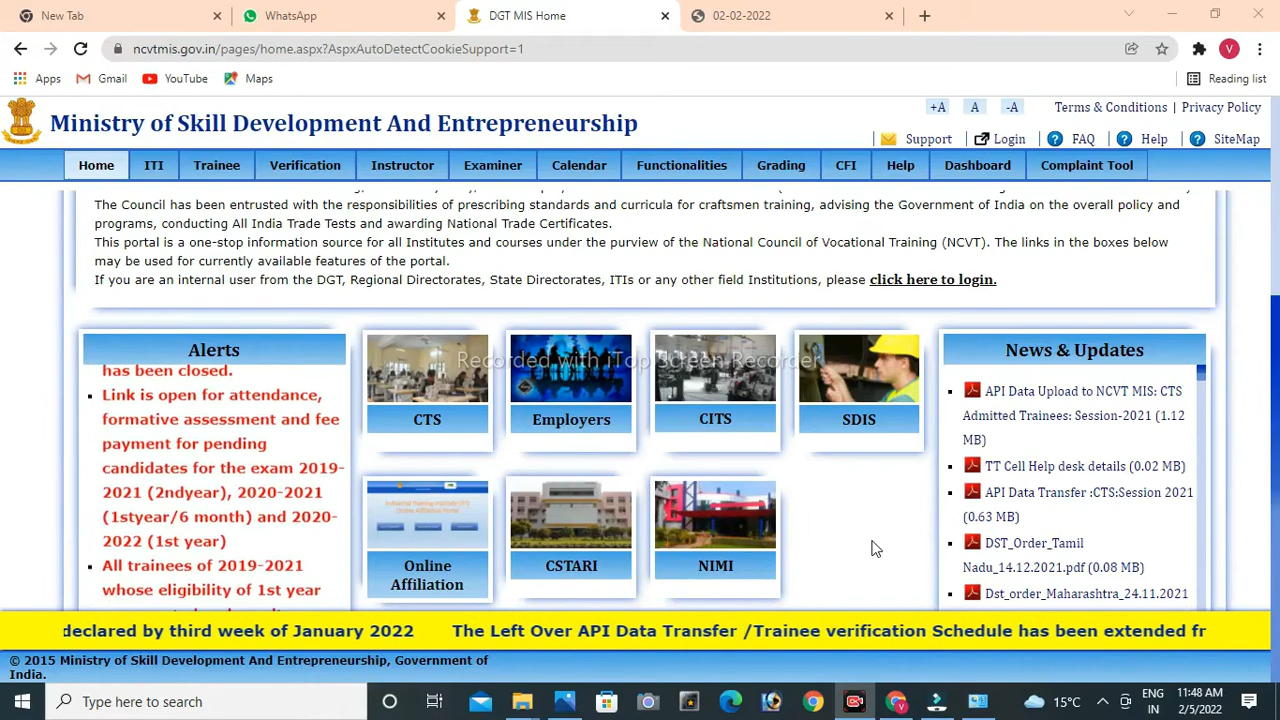 New Tab
WhatsApp
DGT MIS Home
02-02-2022
ncvtmis.gov.in/pages/home.aspx?AspxAutoDetectCookieSupport=1
Apps
Gmail
YouTube
Maps
Reading list
+A
A
-A
Terms & Conditions | Privacy Policy
Ministry of Skill Development And Entrepreneurship
Support
Login
FAQ
Help
SiteMap
Home
ITI
Trainee
Verification
Instructor
Examiner
Calendar
Functionalities
Grading
CFI
Help
Dashboard
Complaint Tool
The Council has been entrusted with the responsibilities of prescribing standards and curricula for craftsmen training, advising the Government of India on the overall policy and
programs, conducting All India Trade Tests and awarding National Trade Certificates.
This portal is a one-stop information source for all Institutes and courses under the purview of the National Council of Vocational Training (NCVT). The links in the boxes below
may be used for currently available features of the portal.
If you are an internal user from the DGT, Regional Directorates, State Directorates, ITIs or any other field Institutions, please click here to login.
Alerts
has been closed.
Link is open for attendance,
formative assessment and fee
payment for pending
candidates for the exam 2019-
2021 (2ndyear), 2020-2021
(1styear/6 month) and 2020-
2022 (1st year)
All trainees of 2019-2021
whose eligibility of 1st year
Recorded with iTop Screen Recorder
CTS
Employers
CITS
SDIS
Online
Affiliation
CSTARI
NIMI
News & Updates
API Data Upload to NCVT MIS: CTS
Admitted Trainees: Session-2021 (1.12
MB)
TT Cell Help desk details (0.02 MB)
API Data Transfer :CTS:Session 2021
(0.63 MB)
DST_Order_Tamil
Nadu_14.12.2021.pdf (0.08 MB)
Dst_order_Maharashtra_24.11.2021
declared by third week of January 2022
The Left Over API Data Transfer /Trainee verification Schedule has been extended fr
© 2015 Ministry of Skill Development And Entrepreneurship, Government of
India.
Type here to search
15°C
ENG
IN
11:48 AM
2/5/2022